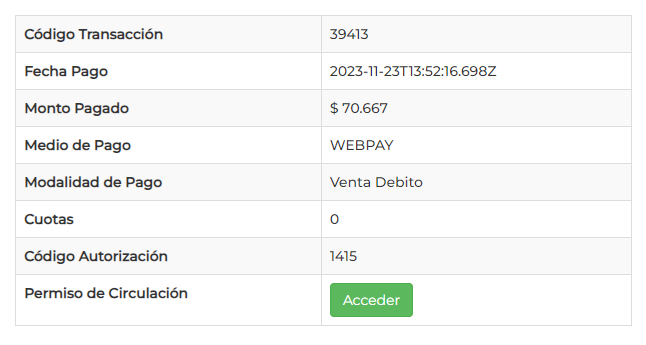 Código Transacción 39413
Fecha Pago 2023-11-23T13:52:16.698Z
Monto Pagado $ 70.667
Medio de Pago WEBPAY
Modalidad de Pago Venta Debito
Cuotas 0
Código Autorización 1415
Permiso de Circulación Acceder